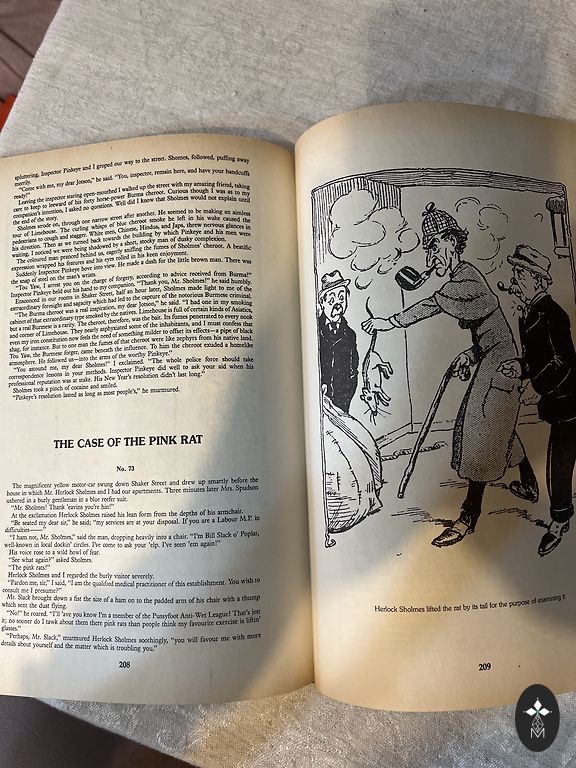 spluttering, Inspector Pinkeye and I groped our way to the street. Shomes, followed, puffing away
merrily.
"Come with me, my dear Jotson," he said. "You, inspector, remain here, and have your handcuffs
ready!"
Leaving the inspector staring open-mouthed I walked up the street with my amazing friend, taking
care to keep to leeward of his forty horse-power Burma cheroot. Curious though I was as to my
companion's intention, I asked no questions. Well did I know that Sholmes would not explain until
the end of the story.
Sholmes strode on, through one narrow street after another. He seemed to be making an aimless
tour of Limehouse. The curling whisps of blue cheroot smoke he left in his wake caused the
pedestrians to cough and stagger. White men, Chinese, Hindus, and Japs, threw nervous glances in
his direction. Then as we turned back towards the building by which Pinkeye and his men were
waiting, I noticed we were being shadowed by a short, stocky man of dusky complexion.
The coloured man pressed behind us, eagerly sniffing the fumes of Sholmes' cheroot. A beatific
expression wrapped his features and his eyes rolled in his keen enjoyment.
Suddenly Inspector Pinkeye hove into view. He made a dash for the little brown man. There was
the snap of steel on the man's wrists.
"You Yaw, I arrest you on the charge of forgery, according to advice received from Burma!"
Inspector Pinkeye held out his hand to my companion. "Thank you, Mr. Sholmes!" he said humbly.
Ensconced in our rooms in Shaker Street, half an hour later, Sholmes made light to me of the
extraordinary foresight and sagacity which had led to the capture of the notorious Burmese criminal.
"The Burma cheroot was a real inspiration, my dear Jotson," he said. "I had one in my smoking
cabinet of that extraordinary type smoked by the natives. Limehouse is full of certain kinds of Asiatics,
but a real Burmese is a rarity. The cheroot, therefore, was the bait. Its fumes penetrated to every nook
and corner of Limehouse. They nearly asphyxiated some of the inhabitants, and I must confess that
even my iron constitution now feels the need of something milder to offset its effects—a pipe of black
shag, for instance. But to one man the fumes of that cheroot were like zephyrs from his native land.
Too Yaw, the Burmese forger, came beneath the influence. To him the cheroot exuded a homelike
atmosphere. He followed us—into the arms of the worthy Pinkeye."
"You astound me, my dear Sholmes!" I exclaimed. "The whole police force should take
correspondence lessons in your methods. Inspector Pinkeye did well to ask your aid when his
professional reputation was at stake. His New Year's resolution didn't last long."
Sholmes took a pinch of cocaine and smiled.
"Pinkeye's resolution lasted as long as most people's," he murmured.
THE CASE OF THE PINK RAT
No. 73
The magnificent yellow motor-car swung down Shaker Street and drew up smartly before the
house in which Mr. Herlock Sholmes and I had our apartments. Three minutes later Mrs. Spudson
ushered in a burly gentleman in a blue reefer suit.
"Mr. Sholmes! Thank 'eavins you're hin!"
At the exclamation Herlock Sholmes raised his lean form from the depths of his armchair.
"Be seated my dear sir," he said; "my services are at your disposal. If you are a Labour M.P. in
difficulties——"
"I ham not, Mr. Sholmes," said the man, dropping heavily into a chair. "I'm Bill Slack o' Poplar,
well-known in local dockin' circles. I've come to ask your 'elp. I've seen 'em again!"
His voice rose to a wild howl of fear.
"See what again?" asked Sholmes.
"The pink rats!"
Herlock Sholmes and I regarded the burly visitor severely.
"Pardon me, sir," I said, "I am the qualified medical practitioner of this establishment. You wish to
consult me I presume?"
Mr. Slack brought down a fist the size of a ham on to the padded arm of his chair with a thump
which sent the dust flying.
"No!" he roared. "I'll 'ave you know I'm a member of the Pussyfoot Anti-Wet League! That's jest
it; no sooner do I tawk about them there pink rats than people think my favourite exercise is liftin'
glasses."
"Perhaps, Mr. Slack," murmured Herlock Sholmes soothingly, "you will favour me with more
details about yourself and the matter which is troubling you."
208
Herlock Sholmes lifted the rat by its tail for the purpose of examining it.
209
M